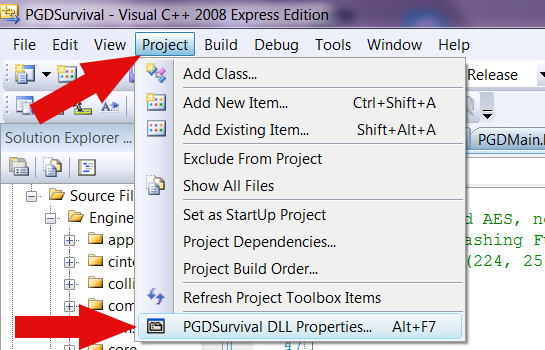 PGDSurvival - Visual C++ 2008 Express Edition
File Edit View Project Build Debug Tools Window Help
Add Class...
Release
Add New Item... Ctrl+Shift+A
Add Existing Item... Shift+Alt+A
Solution Explorer ...
PGDMain.
Exclude From Project
Show All Files
Source Fil
Set as StartUp Project
d AES, n
Engine
Project Dependencies...
ashing F
app
(224, 25
cinte
Project Build Order...
colli
Refresh Project Toolbox Items
com
PGDSurvival DLL Properties... Alt+F7
core
47